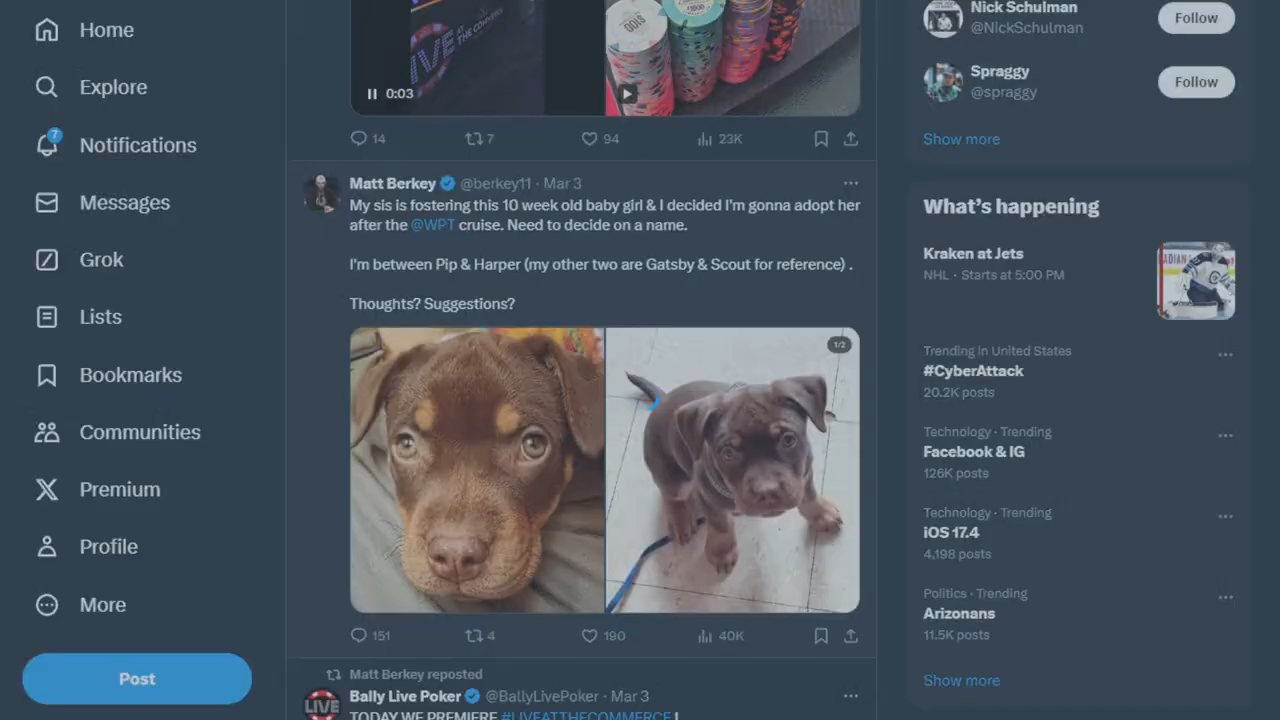 Home
Explore
7
Notifications
Messages
Grok
Lists
Bookmarks
Communities
Premium
Profile
More
Post
LIVE
AT THE COMMERCE
0:03
14
7
94
23K
Matt Berkey @berkey11 · Mar 3
My sis is fostering this 10 week old baby girl & I decided I'm gonna adopt her
after the @WPT cruise. Need to decide on a name.
I'm between Pip & Harper (my other two are Gatsby & Scout for reference) .
Thoughts? Suggestions?
1/2
151
4
190
40K
Matt Berkey reposted
LIVE
Bally Live Poker @BallyLivePoker · Mar 3
TODAY WE PREMIERE #LIVEATTHECOMMERCE !
Nick Schulman
@NickSchulman
Follow
Spraggy
@spraggy
Follow
Show more
What's happening
Kraken at Jets
NHL · Starts at 5:00 PM
Trending in United States
#CyberAttack
20.2K posts
Technology · Trending
Facebook & IG
126K posts
Technology · Trending
iOS 17.4
4,198 posts
Politics · Trending
Arizonans
11.5K posts
Show more